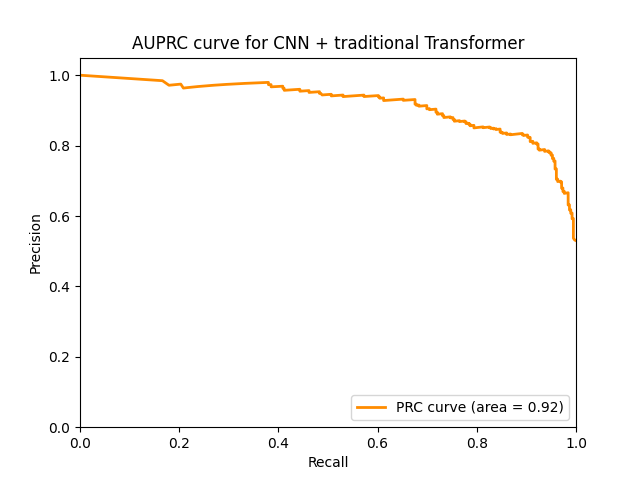 AUPRC curve for CNN + traditional Transformer
1.0
0.8
0.6
0.4
0.2
0.0
Precision
0.0 0.2 0.4 0.6 0.8 1.0
Recall
PRC curve (area = 0.92)